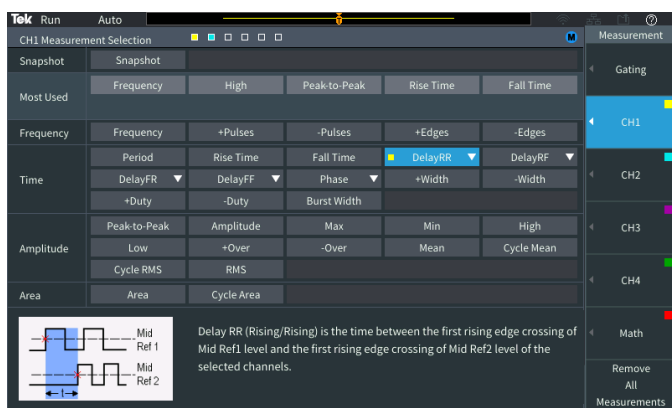 Tek Run Auto
CH1 Measurement Selection M Measurement
Snapshot Snapshot
Gating
Most Used Frequency High Peak-to-Peak Rise Time Fall Time
CH1
Frequency Frequency +Pulses -Pulses +Edges -Edges
Time Period Rise Time Fall Time DelayRR DelayRF
DelayFR DelayFF Phase +Width -Width
CH2
+Duty -Duty Burst Width
Amplitude Peak-to-Peak Amplitude Max Min High
CH3
Low +Over -Over Mean Cycle Mean
Cycle RMS RMS
CH4
Area Area Cycle Area
Mid
Ref 1
Mid
Ref 2
t
Delay RR (Rising/Rising) is the time between the first rising edge crossing of
Mid Ref1 level and the first rising edge crossing of Mid Ref2 level of the
selected channels.
Math
Remove
All
Measurements